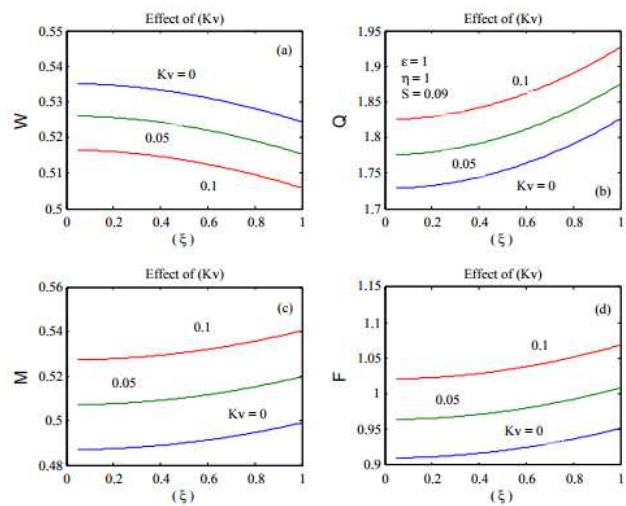 Effect of (Kv)
0.55
0.54
0.53
0.52
0.51
0.5
W
(a)
Kv = 0
0.05
0.1
0 0.2 0.4 0.6 0.8 1
(ξ)
Effect of (Kv)
1.95
1.9
1.85
1.8
1.75
1.7
Q
ε = 1
η = 1
S = 0.09
0.1
0.05
Kv = 0
(b)
0 0.2 0.4 0.6 0.8 1
(ξ)
Effect of (Kv)
0.56
0.54
0.52
0.5
0.48
M
(c)
0.1
0.05
Kv = 0
0 0.2 0.4 0.6 0.8 1
(ξ)
Effect of (Kv)
1.15
1.1
1.05
1
0.95
0.9
F
(d)
0.1
0.05
Kv = 0
0 0.2 0.4 0.6 0.8 1
(ξ)